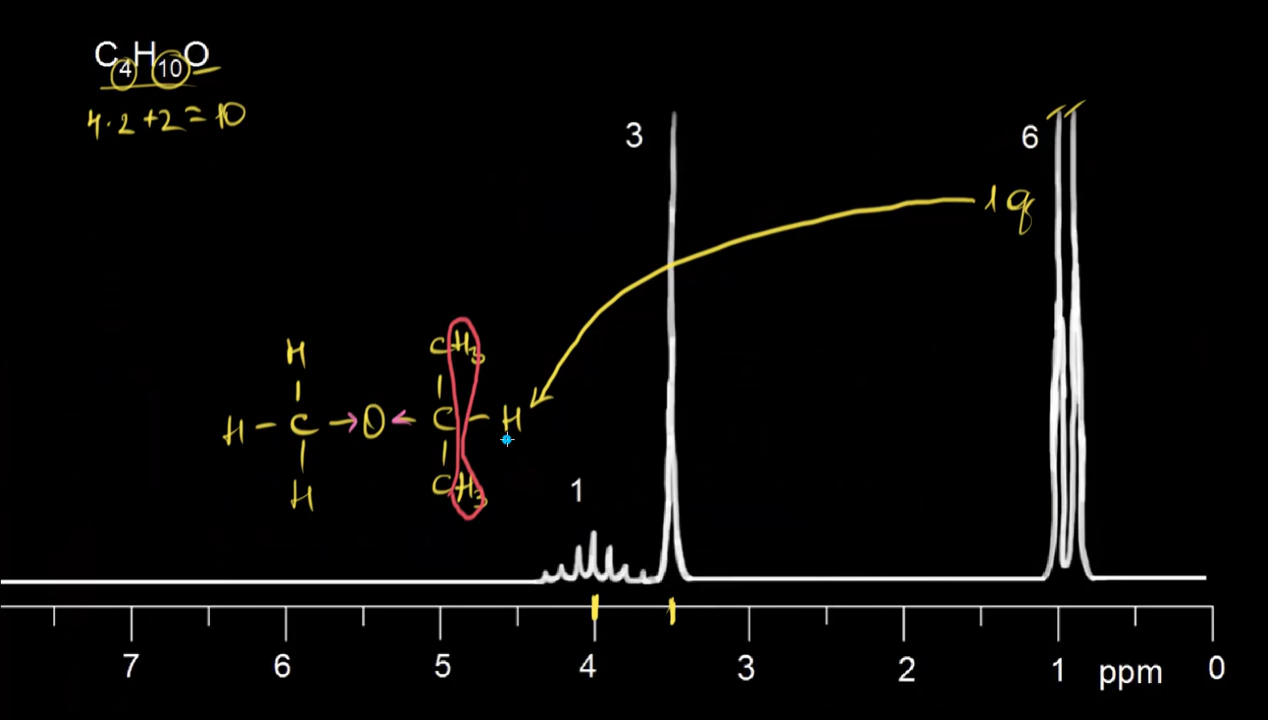 C4H10O
4·2+2=10
3
6
1q
CH3
H
H–C→O←C–H
H
CH3
1
7 6 5 4 3 2 1 ppm 0